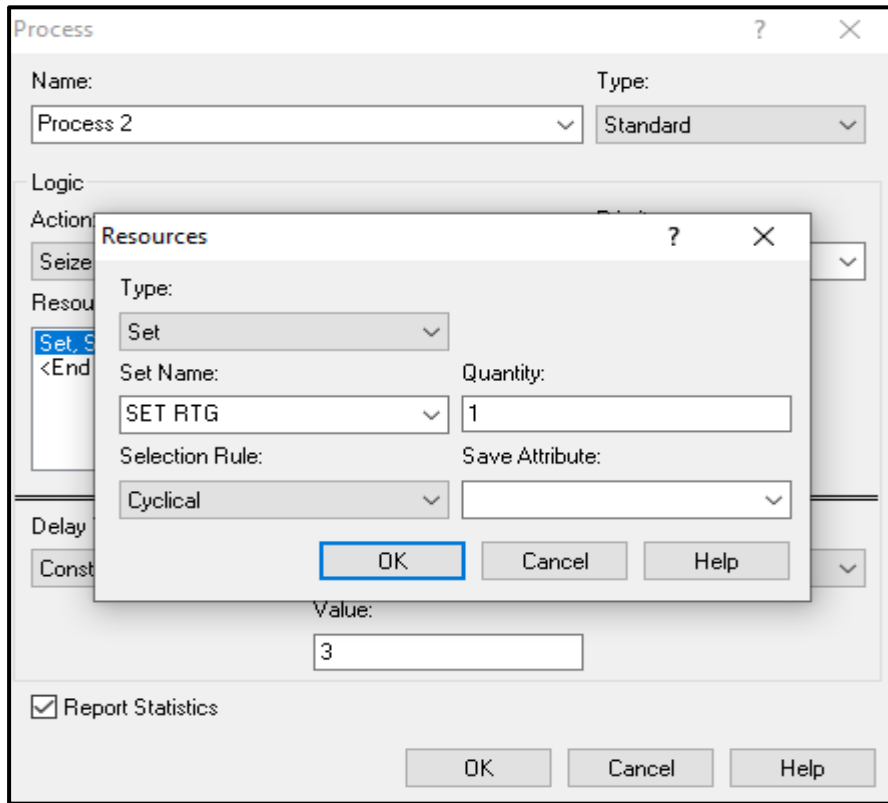 Process ?
Name: Type:
Process 2 Standard
Logic
Action:
Resources ?
Seize
Type:
Resou
Set
Set, S
<End
Set Name: Quantity:
SET RTG 1
Selection Rule: Save Attribute:
Cyclical
Delay
OK Cancel Help
Const
Value:
3
Report Statistics
OK Cancel Help